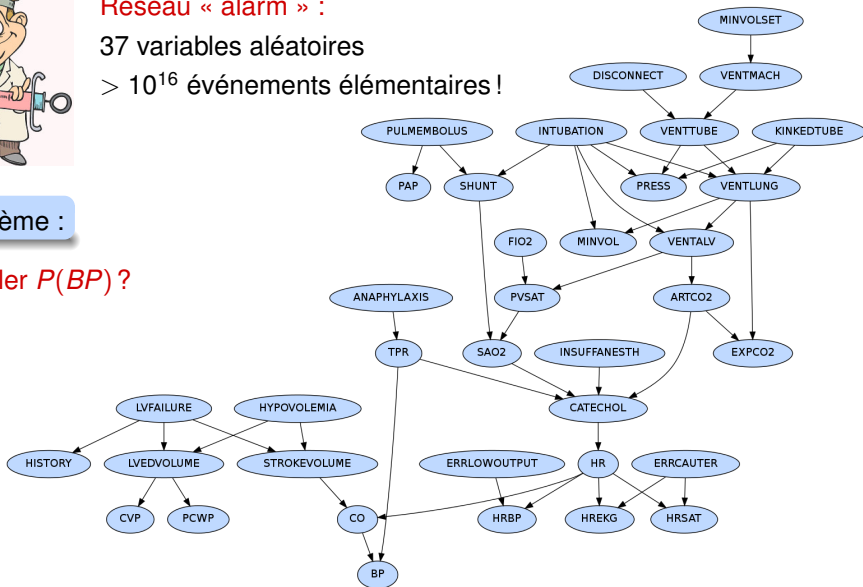 Réseau « alarm » :
37 variables aléatoires
> 10^16 événements élémentaires !
ème :
ler P(BP) ?
MINVOLSET
DISCONNECT VENTMACH
PULMEMBOLUS INTUBATION VENTTUBE KINKEDTUBE
PAP SHUNT PRESS VENTLUNG
FIO2 MINVOL VENTALV
ANAPHYLAXIS PVSAT ARTCO2
TPR SAO2 INSUFFANESTH EXPCO2
LVFAILURE HYPOVOLEMIA CATECHOL
HISTORY LVEDVOLUME STROKEVOLUME ERRLOWOUTPUT HR ERRCAUTER
CVP PCWP CO HRBP HREKG HRSAT
BP